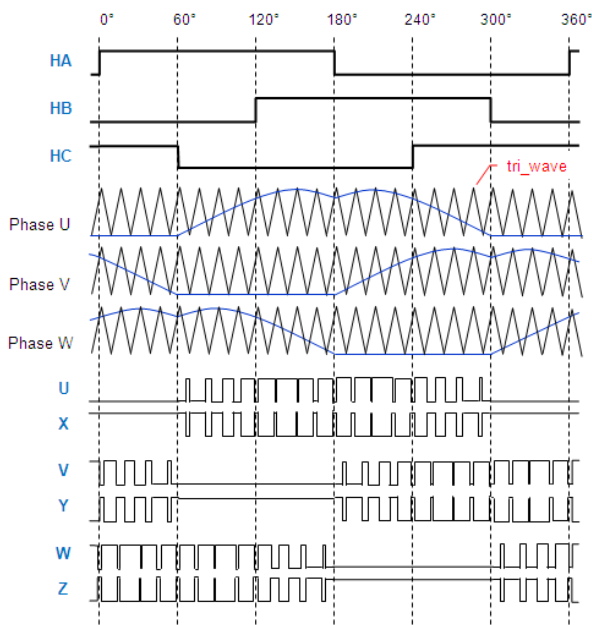 0° 60° 120° 180° 240° 300° 360°
HA
HB
HC
tri_wave
Phase U
Phase V
Phase W
U
X
V
Y
W
Z